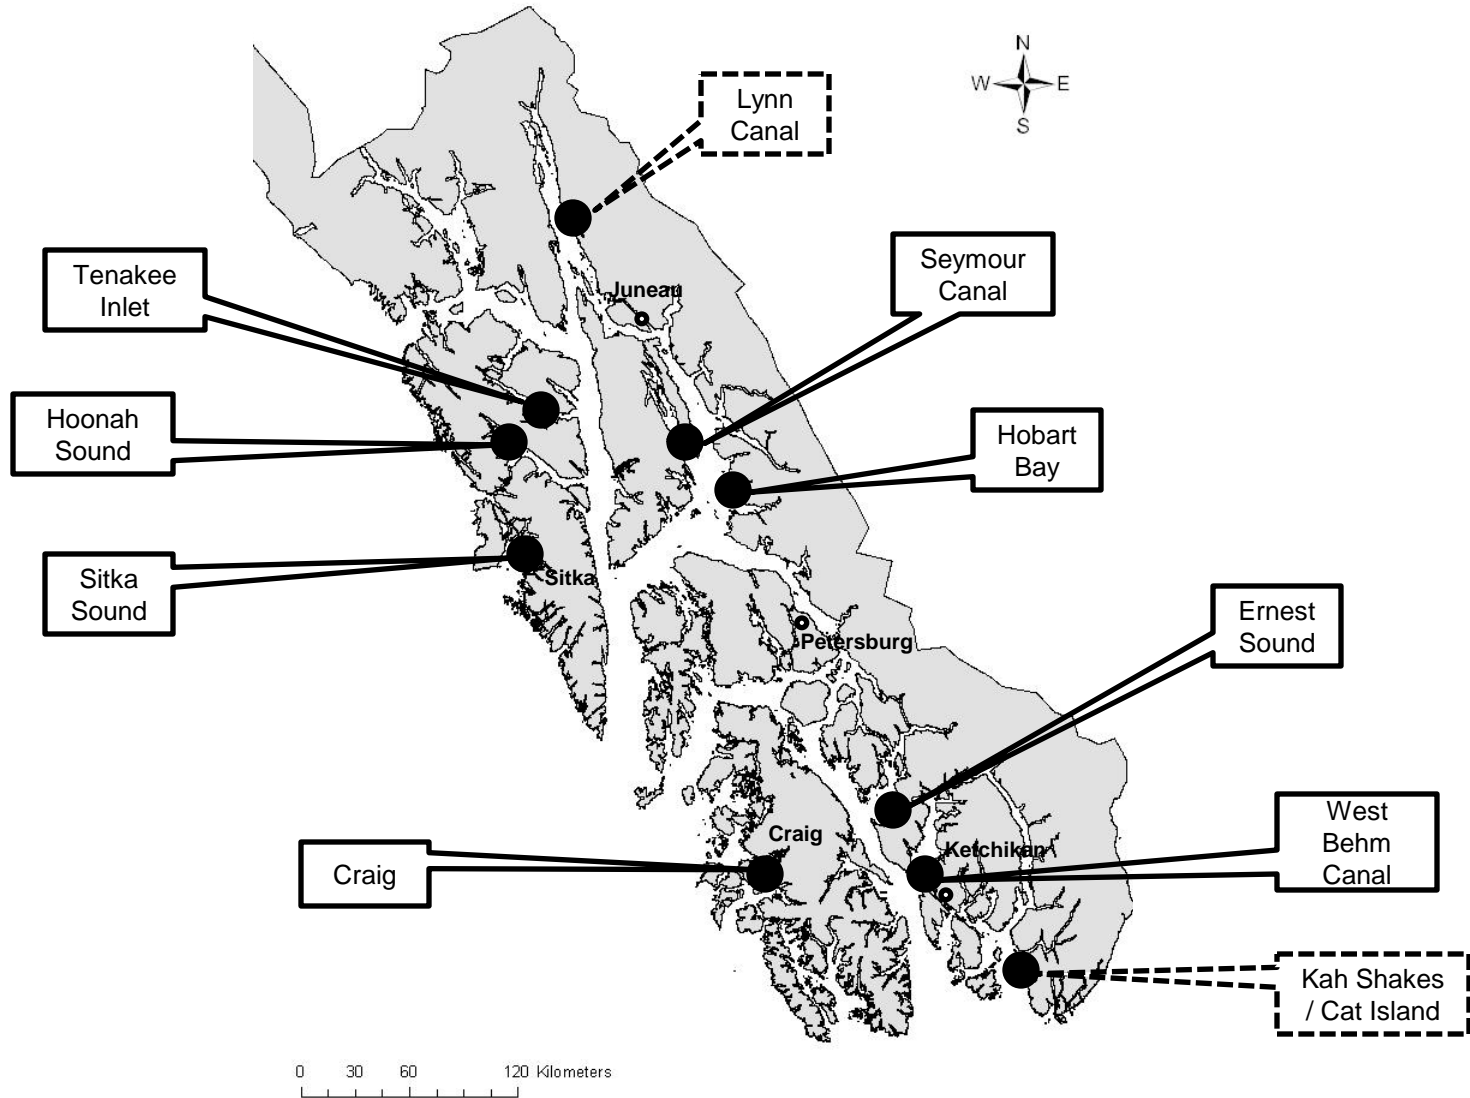 N
W E
S
Lynn
Canal
Seymour
Canal
Tenakee
Inlet
Juneau
Hoonah
Sound
Hobart
Bay
Sitka
Sound
Sitka
Ernest
Sound
Petersburg
West
Behm
Canal
Craig
Ketchikan
Craig
Kah Shakes
/ Cat Island
0 30 60 120 Kilometers